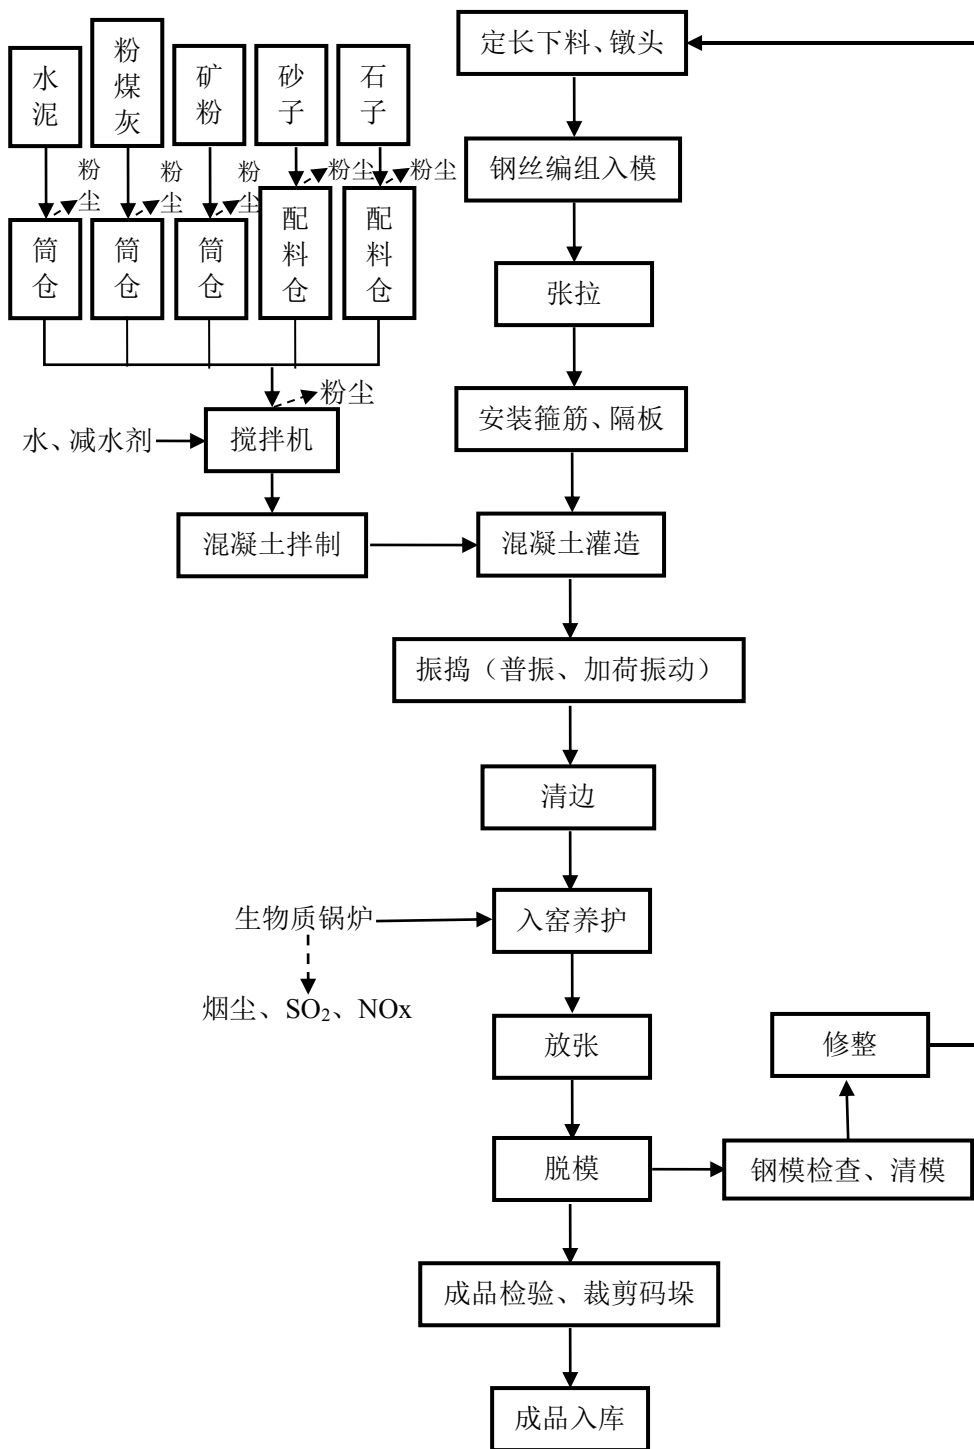 水泥
粉煤灰
矿粉
砂子
石子
定长下料、镦头
粉尘
粉尘
粉尘
粉尘
粉尘
钢丝编组入模
筒仓
筒仓
筒仓
配料仓
配料仓
张拉
粉尘
安装箍筋、隔板
水、减水剂
搅拌机
混凝土拌制
混凝土灌造
振捣（普振、加荷振动）
清边
生物质锅炉
入窑养护
烟尘、SO₂、NOx
放张
修整
脱模
钢模检查、清模
成品检验、裁剪码垛
成品入库